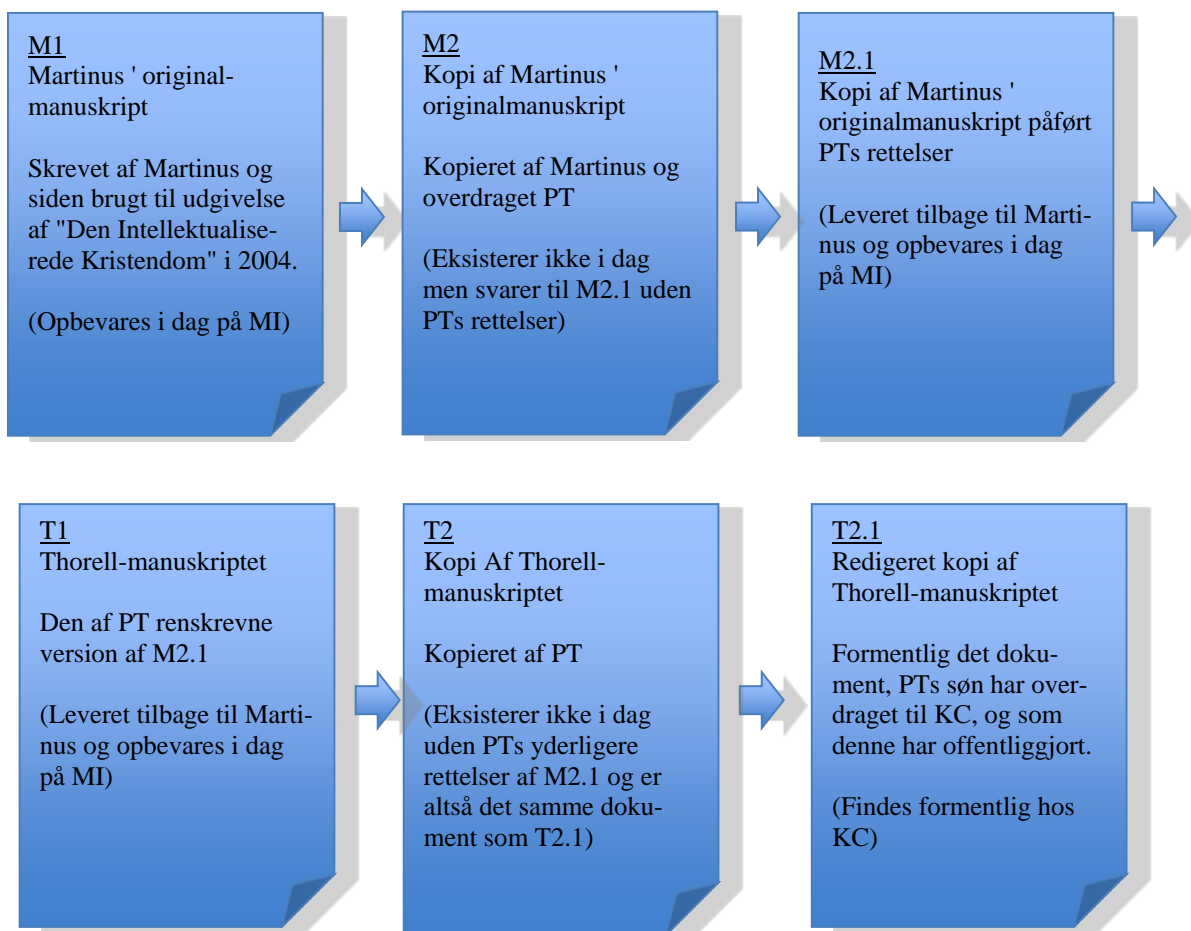 M1
Martinus ' original-
manuskript
Skrevet af Martinus og
siden brugt til udgivelse
af "Den Intellektualise-
rede Kristendom" i 2004.
(Opbevares i dag på MI)
M2
Kopi af Martinus '
originalmanuskript
Kopieret af Martinus og
overdraget PT
(Eksisterer ikke i dag
men svarer til M2.1 uden
PTs rettelser)
M2.1
Kopi af Martinus '
originalmanuskript påført
PTs rettelser
(Leveret tilbage til Marti-
nus og opbevares i dag
på MI)
T1
Thorell-manuskriptet
Den af PT renskrevne
version af M2.1
(Leveret tilbage til Marti-
nus og opbevares i dag
på MI)
T2
Kopi Af Thorell-
manuskriptet
Kopieret af PT
(Eksisterer ikke i dag
uden PTs yderligere
rettelser af M2.1 og er
altså det samme doku-
ment som T2.1)
T2.1
Redigeret kopi af
Thorell-manuskriptet
Formentlig det doku-
ment, PTs søn har over-
draget til KC, og som
denne har offentliggjort.
(Findes formentlig hos
KC)